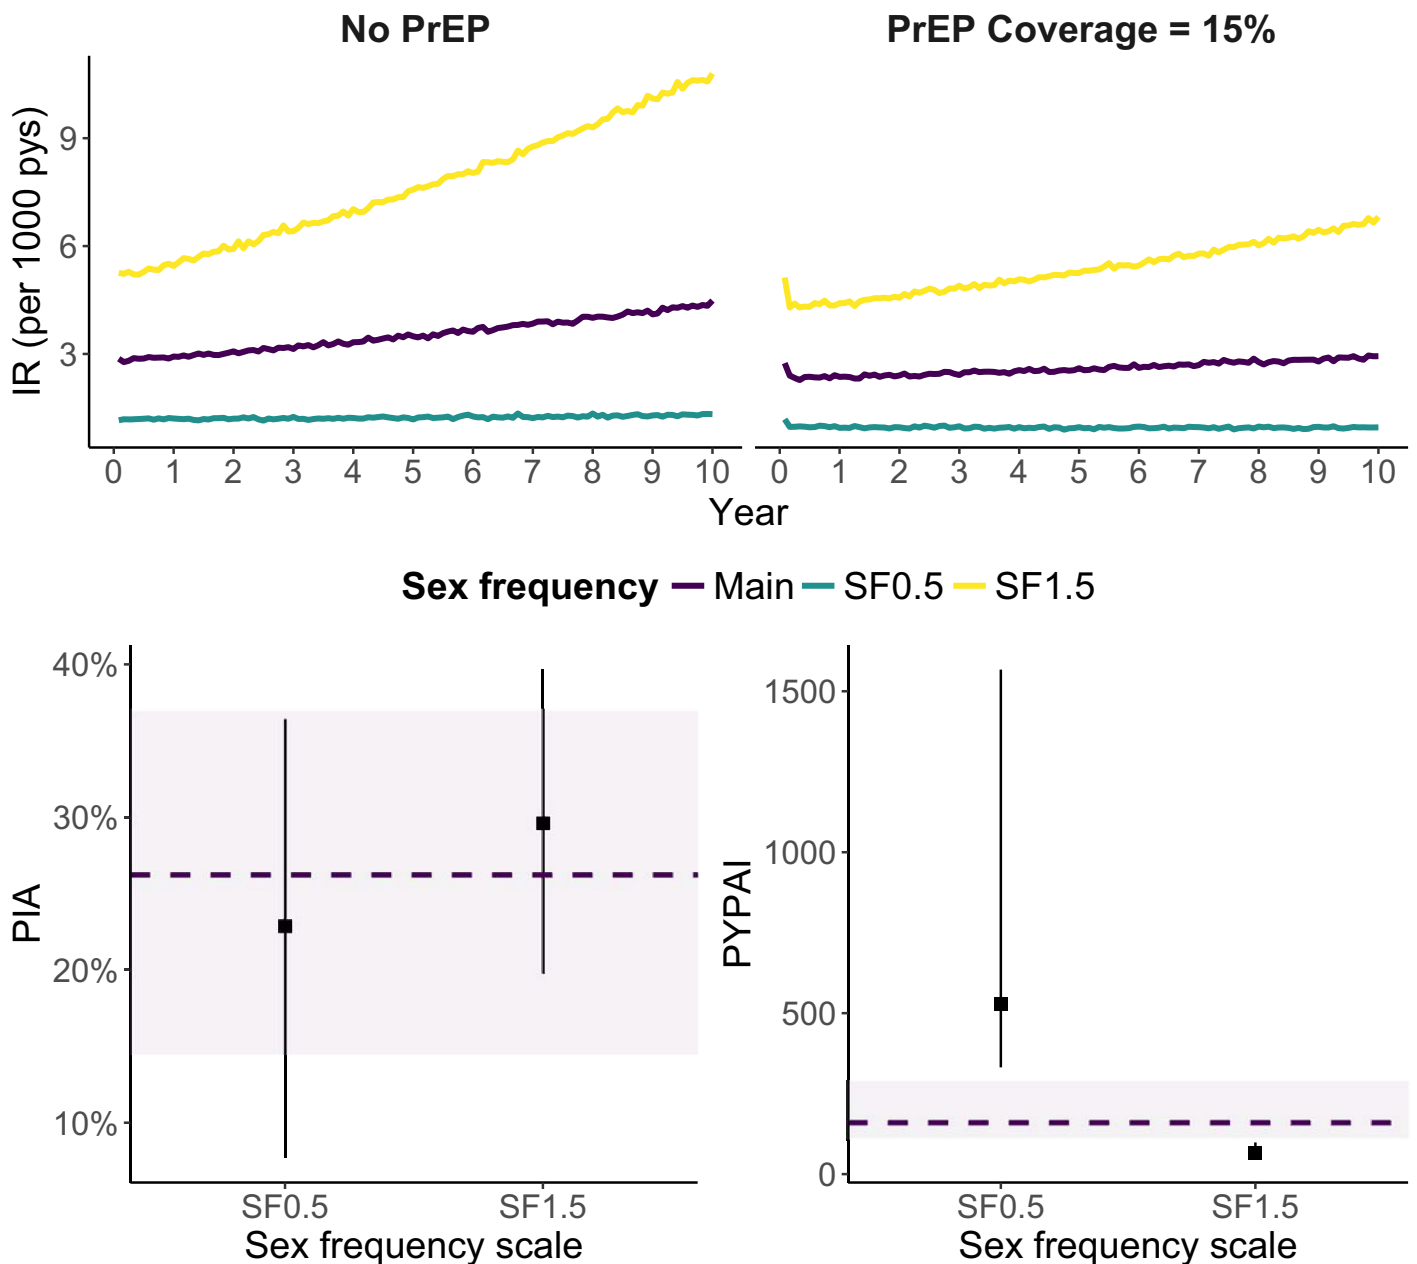 No PrEP
PrEP Coverage = 15%
IR (per 1000 pys)
9
6
3
0 1 2 3 4 5 6 7 8 9 10
0 1 2 3 4 5 6 7 8 9 10
Year
Sex frequency Main SF0.5 SF1.5
PIA
40%
30%
20%
10%
SF0.5 SF1.5
Sex frequency scale
PYPAI
1500
1000
500
0
SF0.5 SF1.5
Sex frequency scale